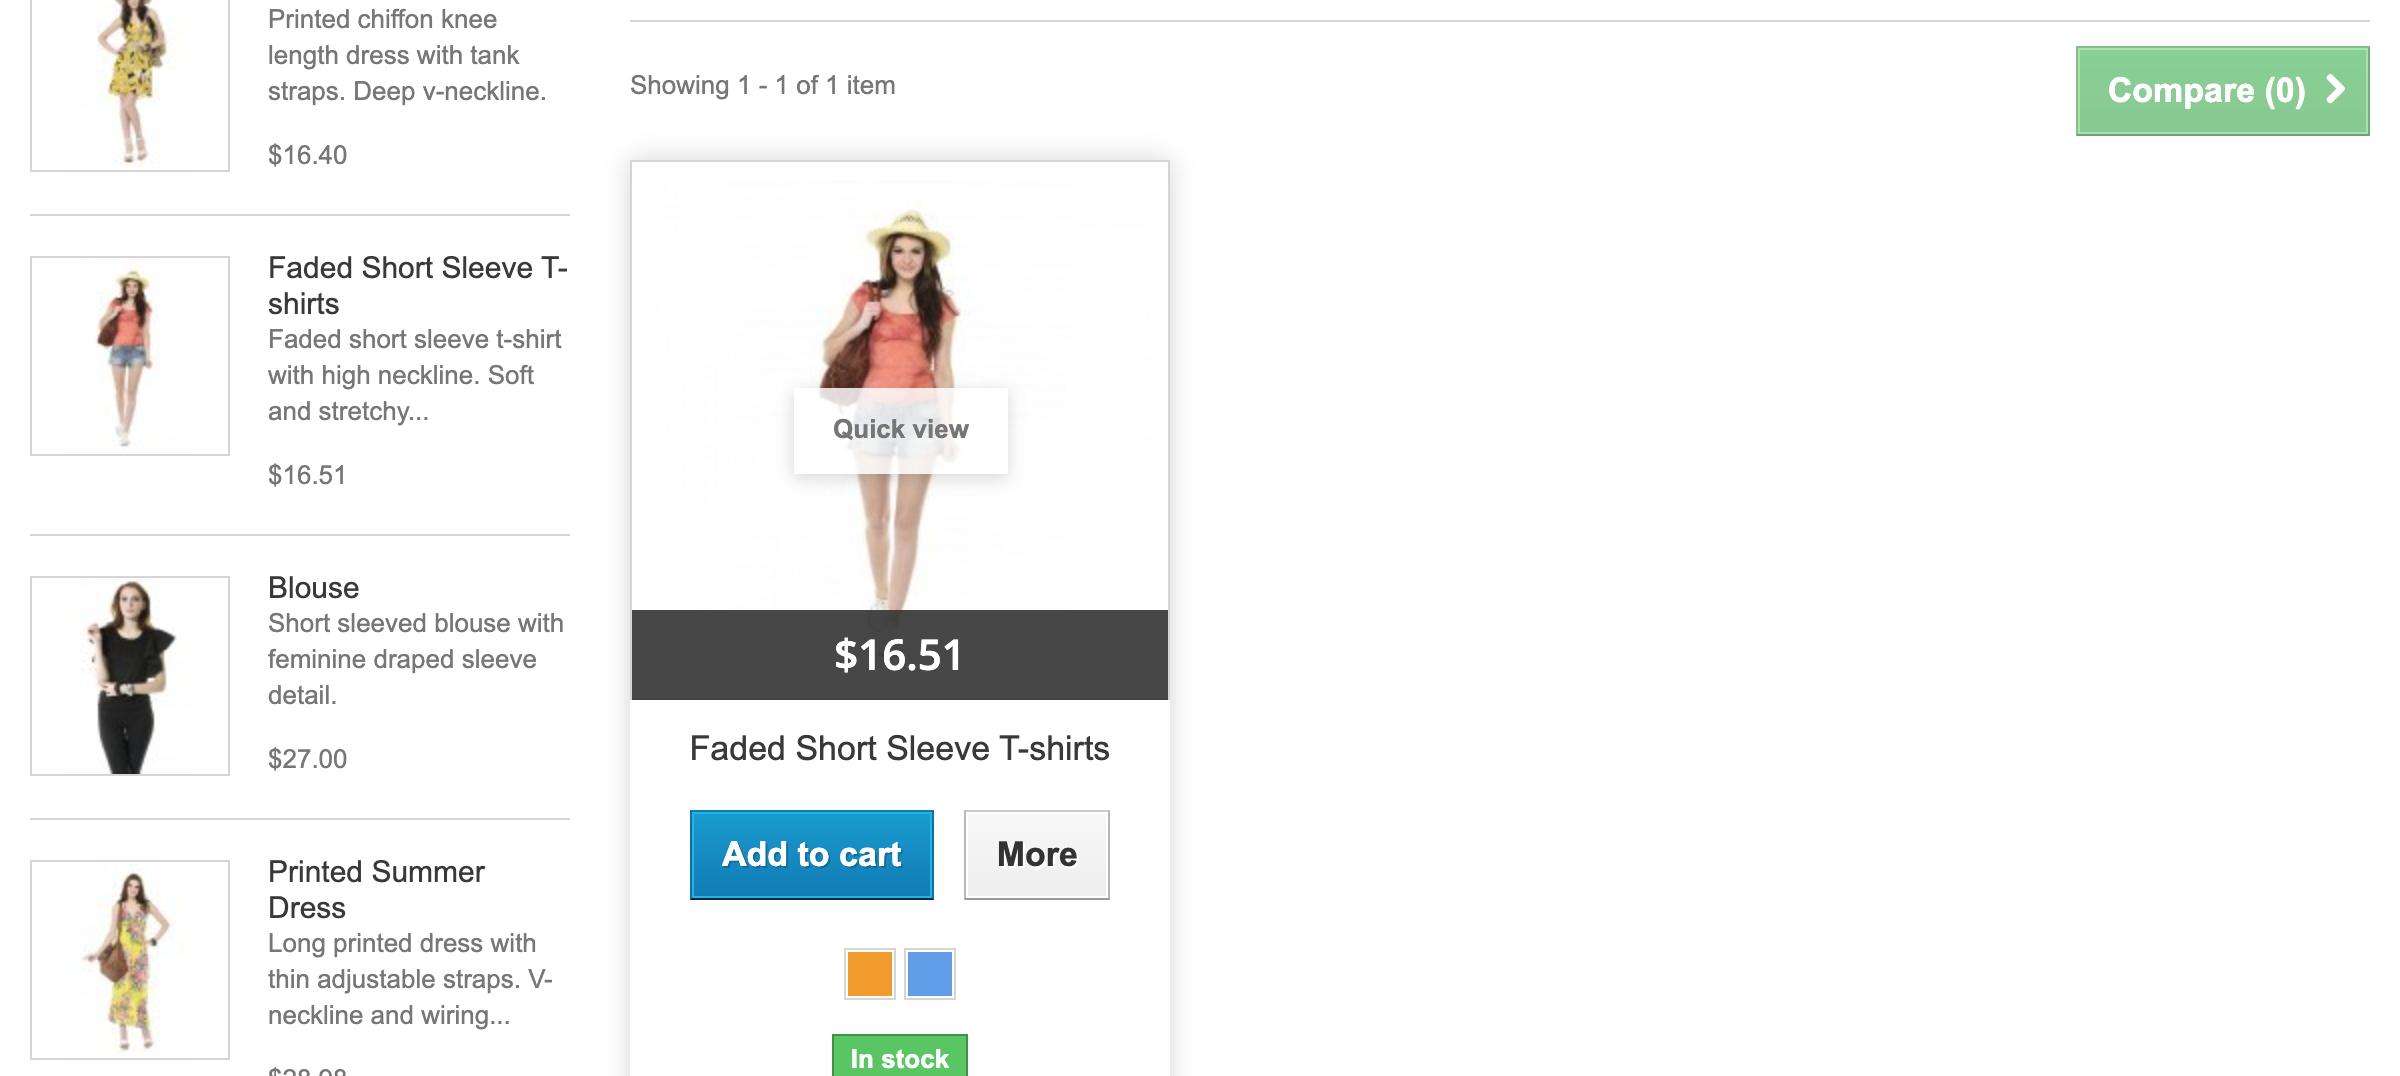 Printed chiffon knee
length dress with tank
straps. Deep v-neckline.
$16.40
Faded Short Sleeve T-
shirts
Faded short sleeve t-shirt
with high neckline. Soft
and stretchy...
$16.51
Blouse
Short sleeved blouse with
feminine draped sleeve
detail.
$27.00
Printed Summer
Dress
Long printed dress with
thin adjustable straps. V-
neckline and wiring...
Showing 1 - 1 of 1 item
Compare (0)
Quick view
$16.51
Faded Short Sleeve T-shirts
Add to cart
More
In stock